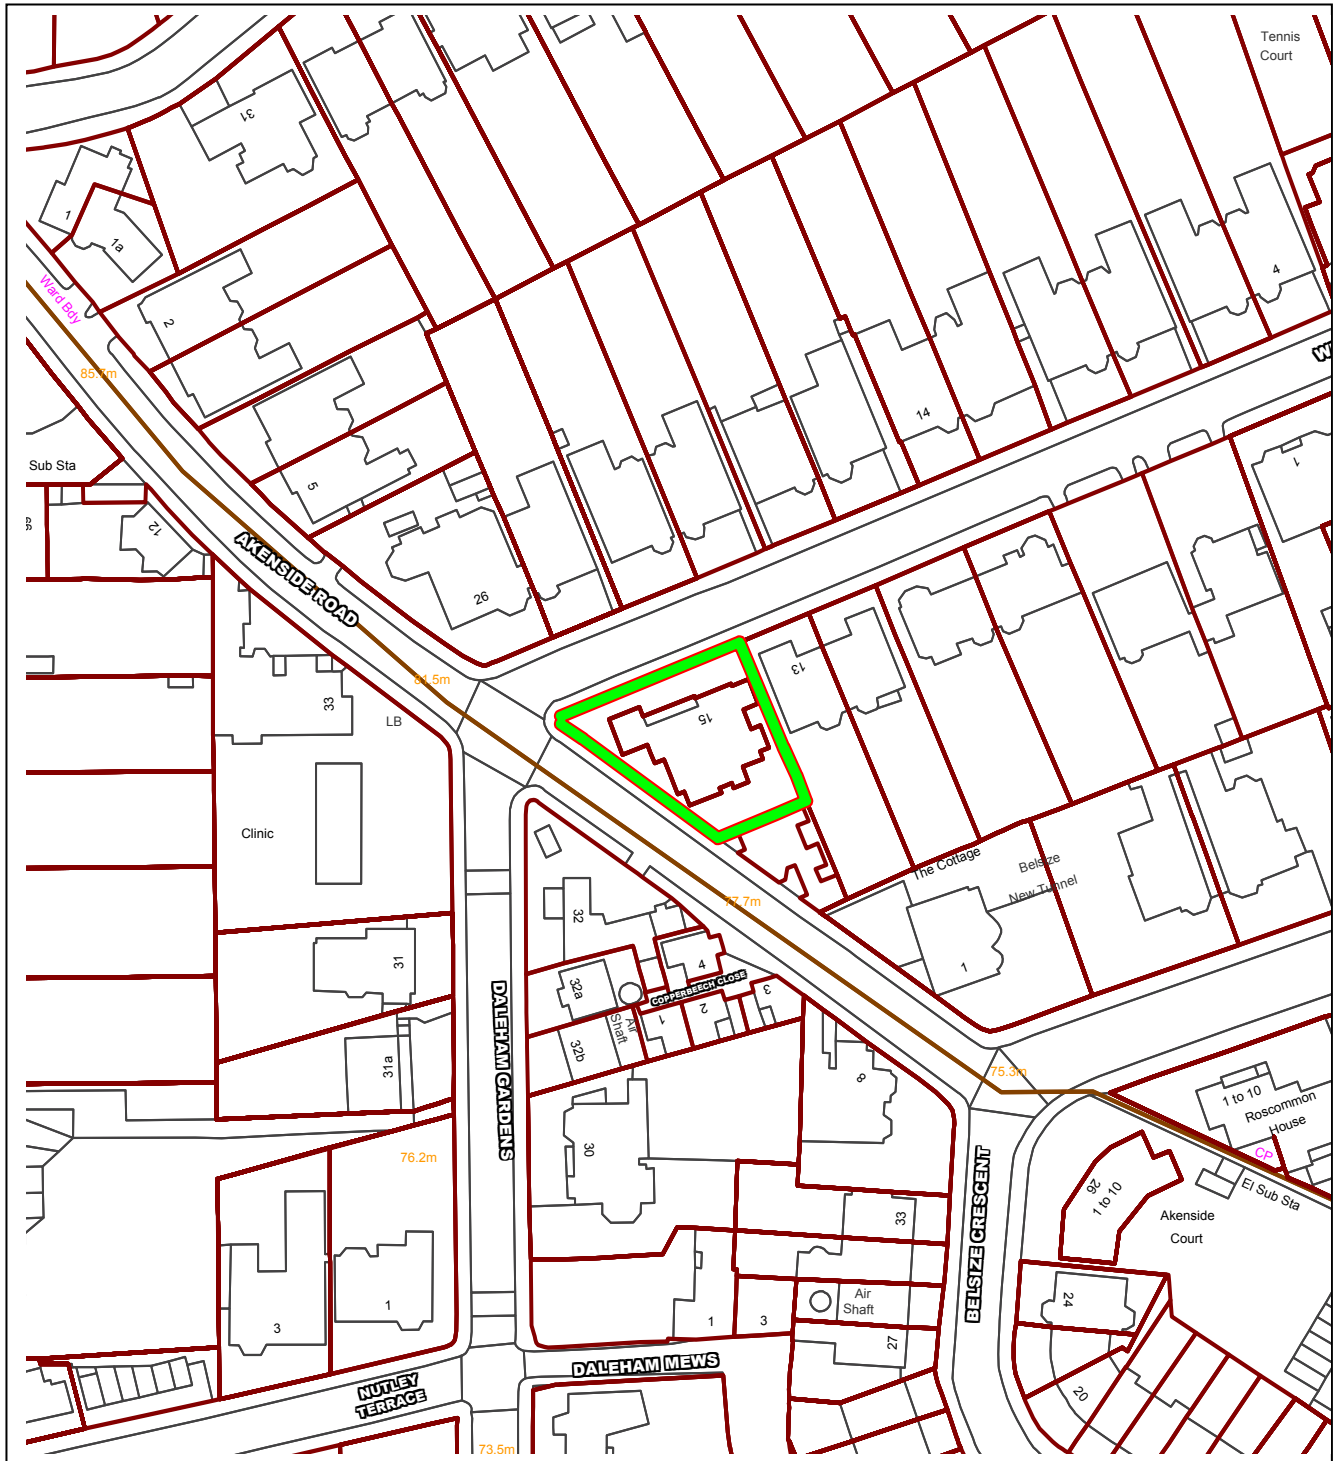 Tennis
Court
31
1
1a
Ward Bdy
2
4
85.7m
14
Sub Sta
5
1
12
AKENSIDE ROAD
26
13
81.5m
33
LB
15
Clinic
The Cottage
Belsize
New Tunnel
77.7m
32
31
4
1
32a
COPPERBEECH CLOSE
3
2
1
Air
Shaft
32b
DALEHAM GARDENS
31a
75.3m
8
1 to 10
Roscommon
House
30
76.2m
CP
El Sub Sta
26
1 to 10
Akenside
Court
33
BELSIZE CRESCENT
Air
Shaft
24
1
3
1
3
27
DALEHAM MEWS
NUTLEY
TERRACE
20
73.5m